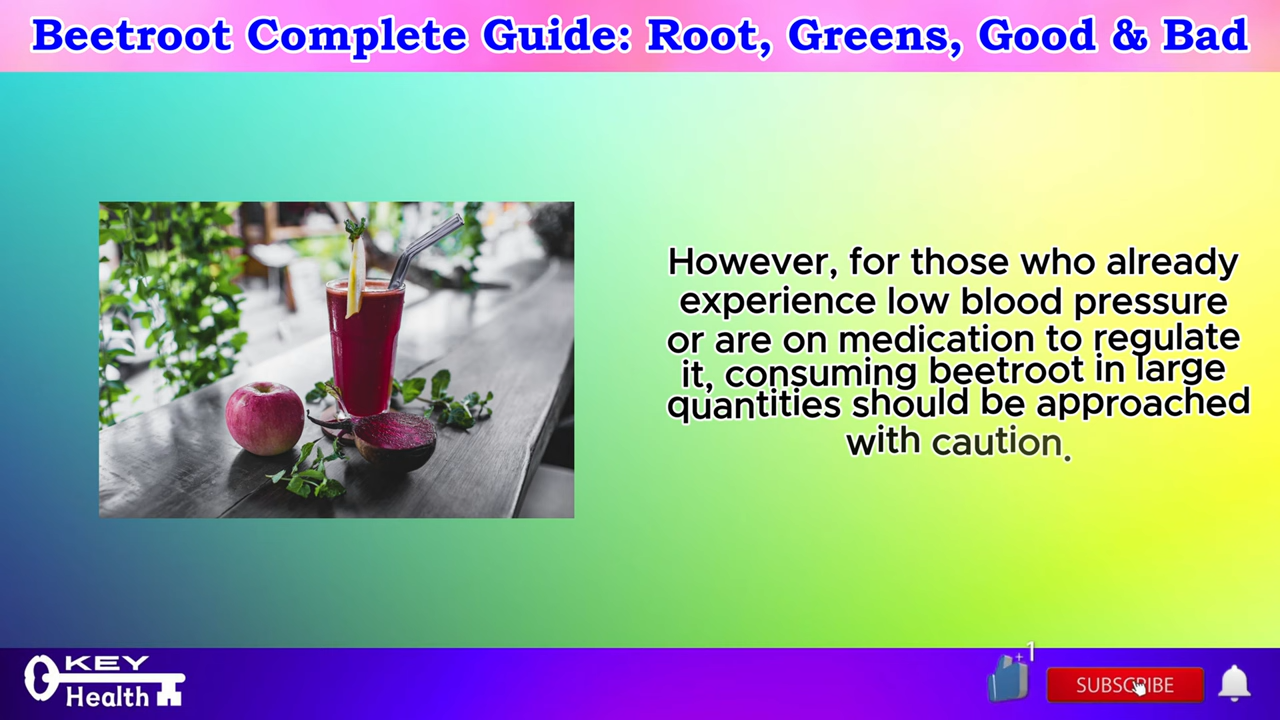 Beetroot Complete Guide: Root, Greens, Good & Bad
However, for those who already
experience low blood pressure
or are on medication to regulate
it, consuming beetroot in large
quantities should be approached
with caution.
KEY
Health
+1
SUBSCRIBE